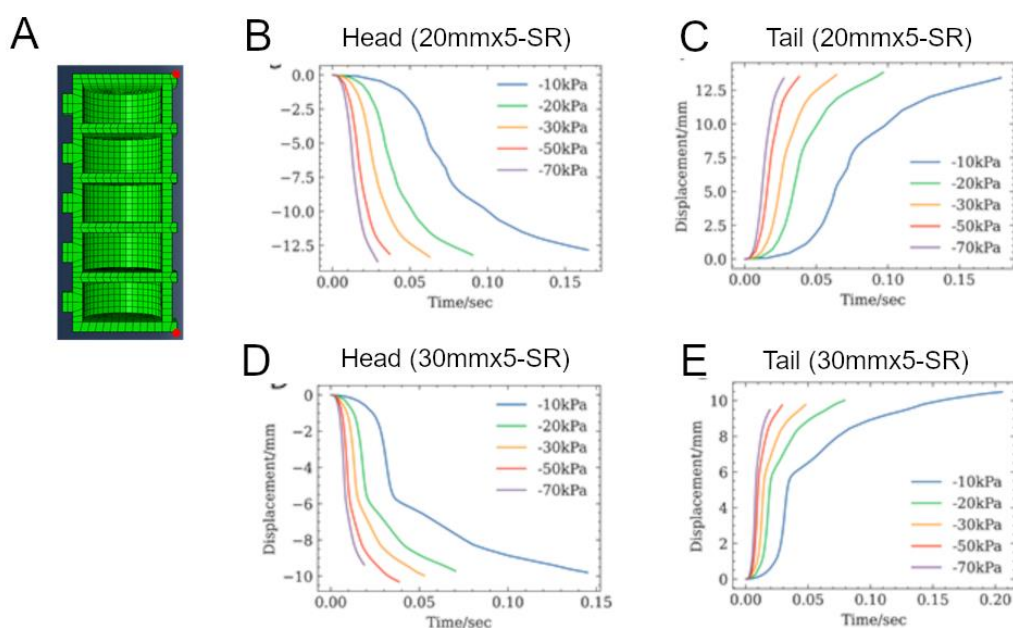 A
B
Head (20mmx5-SR)
0.0
−2.5
−5.0
−7.5
−10.0
−12.5
-10kPa
-20kPa
-30kPa
-50kPa
-70kPa
0.00
0.05
0.10
0.15
Time/sec
C
Tail (20mmx5-SR)
Displacement/mm
12.5
10.0
7.5
5.0
2.5
0.0
-10kPa
-20kPa
-30kPa
-50kPa
-70kPa
0.00
0.05
0.10
0.15
Time/sec
D
Head (30mmx5-SR)
Displacement/mm
0
−2
−4
−6
−8
−10
-10kPa
-20kPa
-30kPa
-50kPa
-70kPa
0.00
0.05
0.10
0.15
Time/sec
E
Tail (30mmx5-SR)
Displacement/mm
10
8
6
4
2
0
-10kPa
-20kPa
-30kPa
-50kPa
-70kPa
0.00
0.05
0.10
0.15
0.20
Time/sec